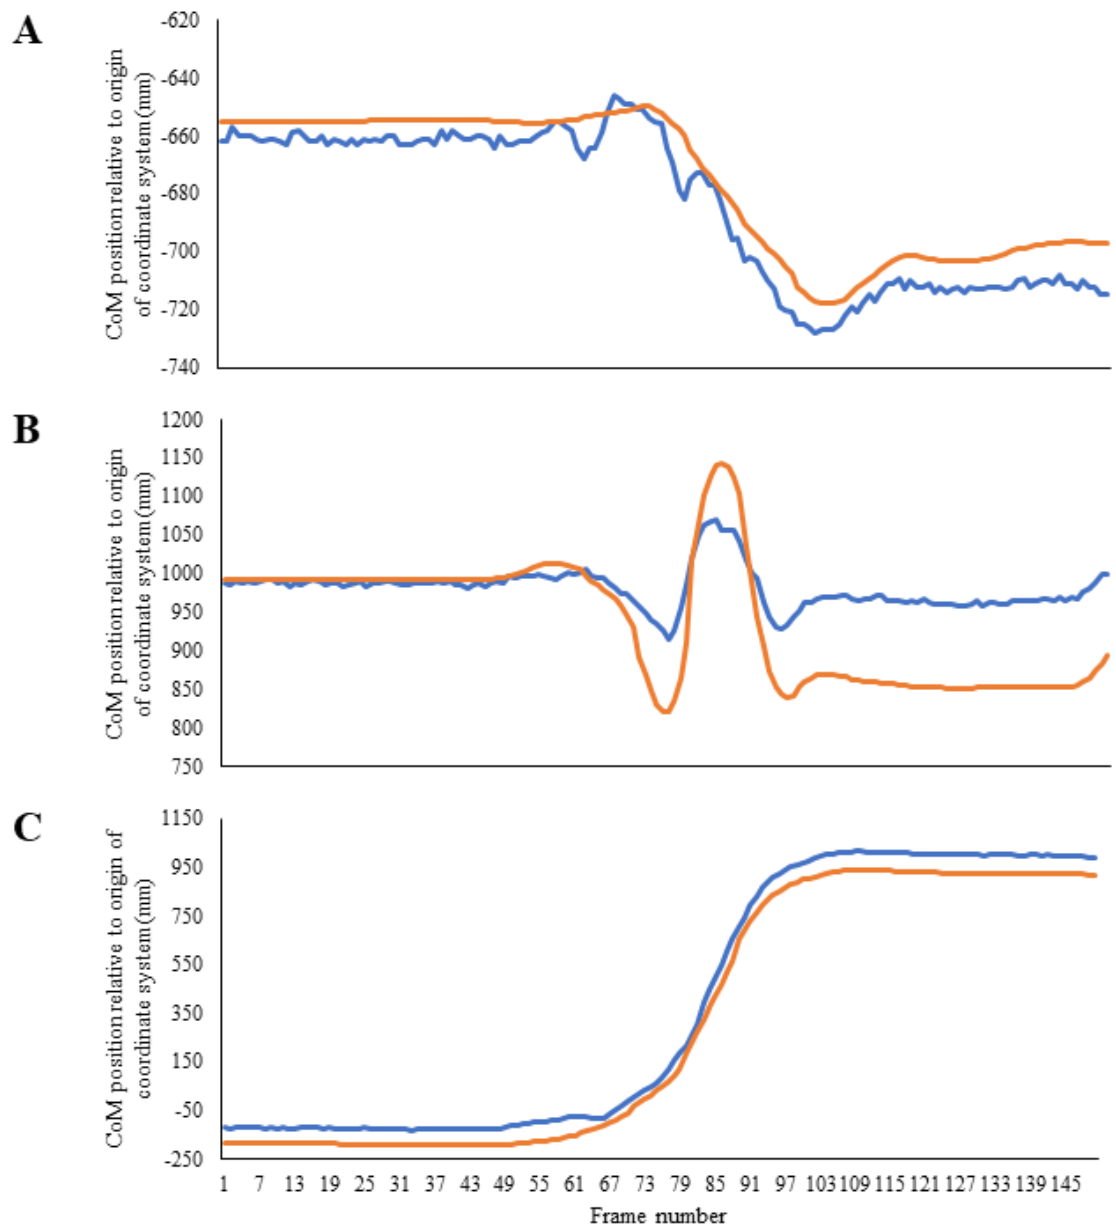 A
CoM position relative to origin
of coordinate system (mm)
-620
-640
-660
-680
-700
-720
-740
B
CoM position relative to origin
of coordinate system (mm)
1200
1150
1100
1050
1000
950
900
850
800
750
C
CoM position relative to origin of
coordinate system (mm)
1150
950
750
550
350
150
-50
-250
1 7 13 19 25 31 37 43 49 55 61 67 73 79 85 91 97 103 109 115 121 127 133 139 145
Frame number